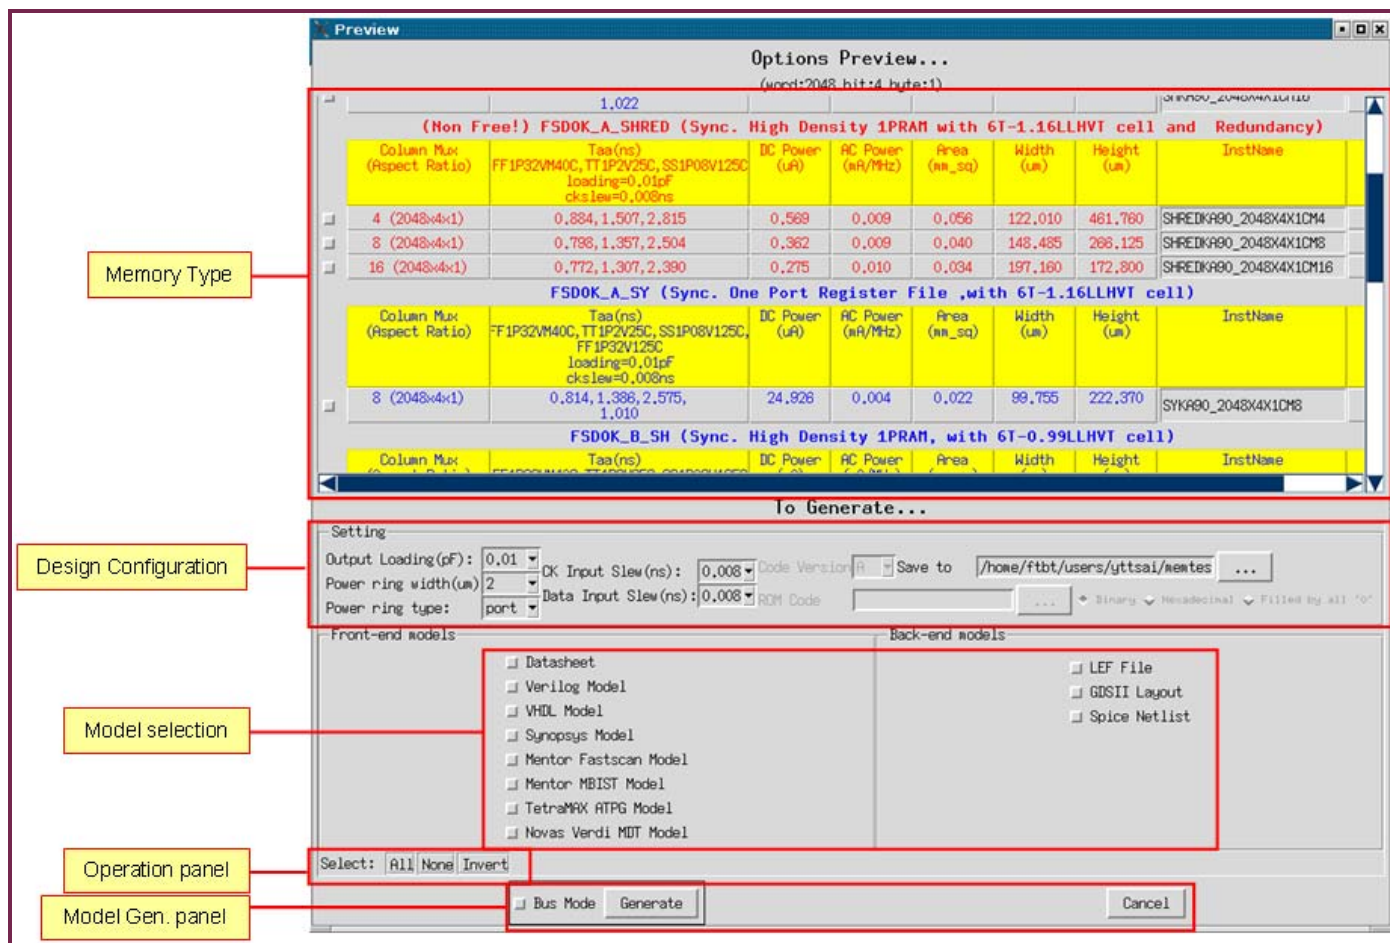 Preview
Options Preview...
(word:2048 bit:4 byte:1)
1.022
(Non Free!) FSD0K_A_SHRED (Sync. High Density 1PRAM with 6T-1.16LLHVT cell and Redundancy)
Column Mux Taa(ns) DC Power AC Power Area Width Height InstName
(Aspect Ratio) FF1P32VM40C,TT1P2V25C,SS1P08V125C (uA) (mA/MHz) (mm_sq) (um) (um)
loading=0.01pF
ckslew=0.008ns
4 (2048x4x1) 0.884,1.507,2.815 0.569 0.009 0.056 122.010 461.760 SHREDKA90_2048X4X1CM4
8 (2048x4x1) 0.798,1.357,2.504 0.362 0.009 0.040 148.485 266.125 SHREDKA90_2048X4X1CM8
16 (2048x4x1) 0.772,1.307,2.390 0.275 0.010 0.034 197.160 172.800 SHREDKA90_2048X4X1CM16
Memory Type
FSD0K_A_SY (Sync. One Port Register File ,with 6T-1.16LLHVT cell)
Column Mux Taa(ns) DC Power AC Power Area Width Height InstName
(Aspect Ratio) FF1P32VM40C,TT1P2V25C,SS1P08V125C, (uA) (mA/MHz) (mm_sq) (um) (um)
FF1P32V125C
loading=0.01pF
ckslew=0.008ns
8 (2048x4x1) 0.814,1.386,2.575, 24.926 0.004 0.022 99.755 222.370 SYKA90_2048X4X1CM8
1.010
FSD0K_B_SH (Sync. High Density 1PRAM, with 6T-0.99LLHVT cell)
Column Mux Taa(ns) DC Power AC Power Area Width Height InstName
To Generate...
Setting
Output Loading(pF): 0.01 CK Input Slew(ns): 0.008 Code Version A Save to /home/ftbt/users/yttsai/memtes ...
Design Configuration
Power ring width(um) 2 Data Input Slew(ns): 0.008 ROM Code ... Binary Hexadecimal Filled by all "0"
Power ring type: port
Front-end models Back-end models
Datasheet LEF File
Verilog Model GDSII Layout
VHDL Model Spice Netlist
Model selection
Synopsys Model
Mentor Fastscan Model
Mentor MBIST Model
TetraMAX ATPG Model
Novas Verdi MDT Model
Operation panel
Select: All None Invert
Model Gen. panel
Bus Mode Generate Cancel